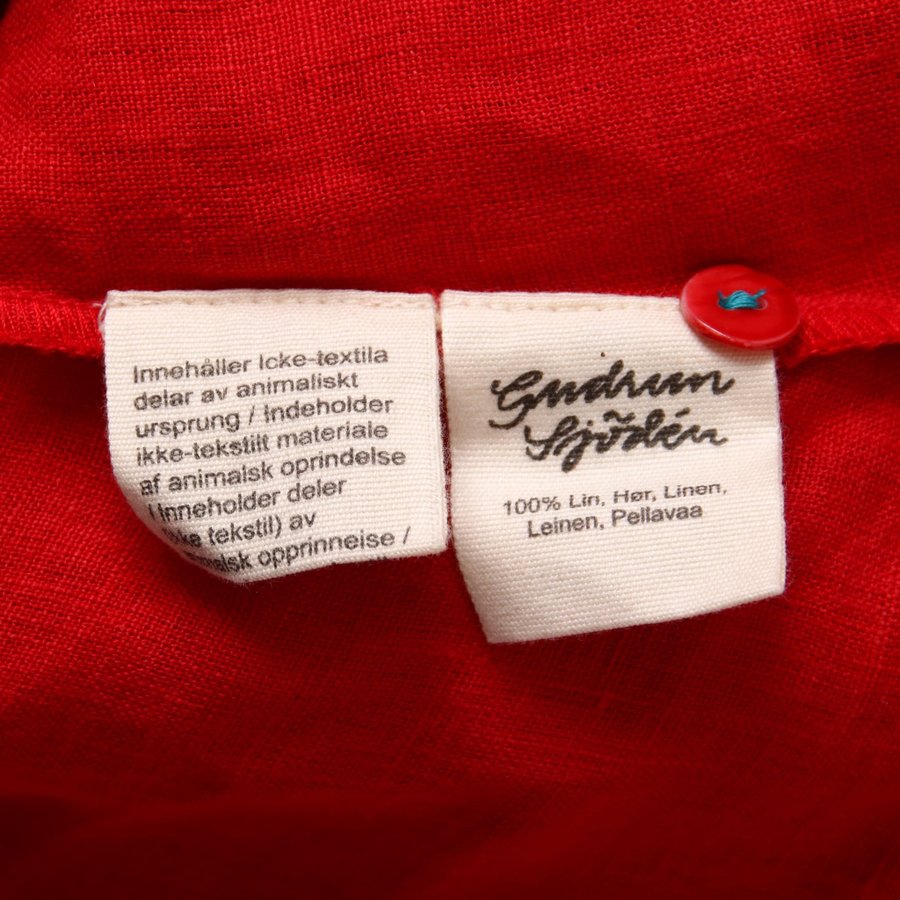 Innehåller Icke-textila
delar av animaliskt
ursprung / Indeholder
ikke-tekstilt materiale
af animalsk oprindelse
/ Inneholder deler
tekstil) av
opprinneise /
Gudrun
Sjödén
100% Lin, Hør, Linen,
Leinen, Pellavaa